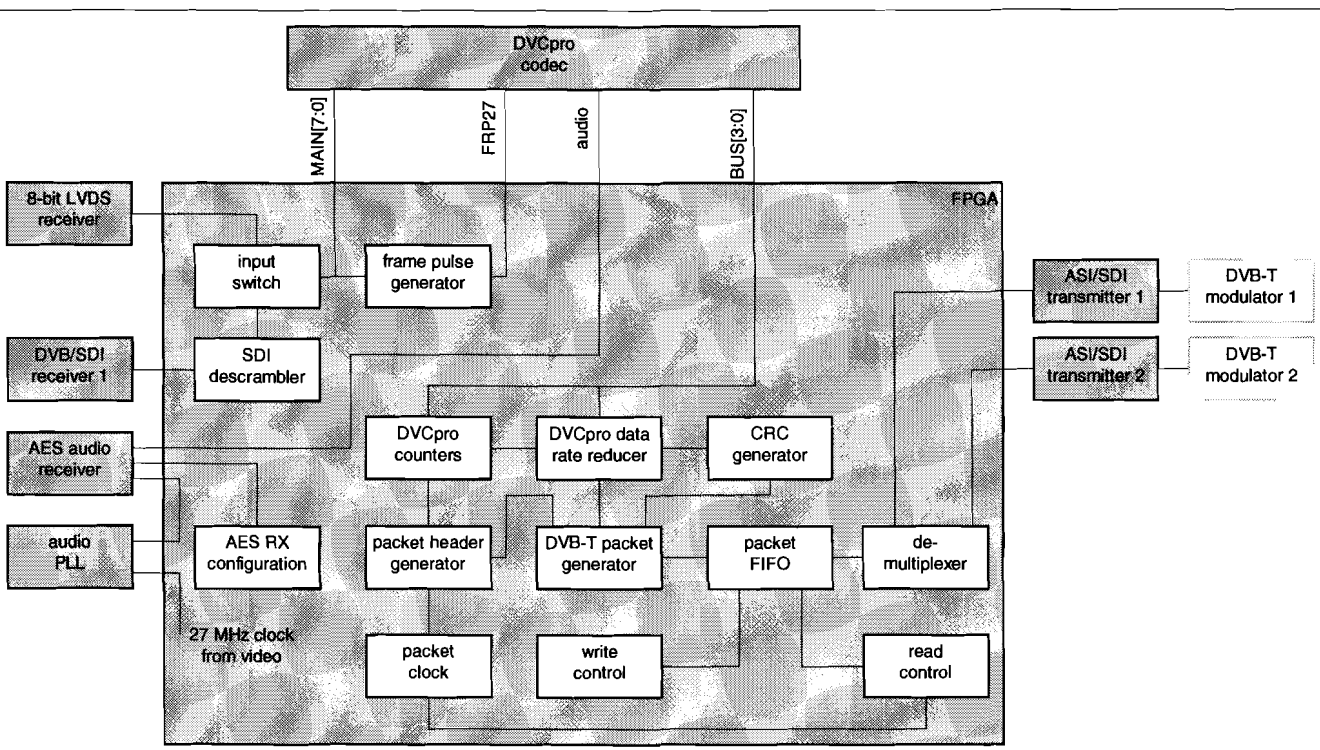 DVCpro
codec
MAIN[7:0]
FRP27
audio
BUS[3:0]
8-bit LVDS
receiver
FPGA
input
switch
frame pulse
generator
ASI/SDI
transmitter 1
DVB-T
modulator 1
DVB/SDI
receiver 1
SDI
descrambler
ASI/SDI
transmitter 2
DVB-T
modulator 2
AES audio
receiver
DVCpro
counters
DVCpro data
rate reducer
CRC
generator
audio
PLL
AES RX
configuration
packet header
generator
DVB-T packet
generator
packet
FIFO
de-
multiplexer
27 MHz clock
from video
packet
clock
write
control
read
control